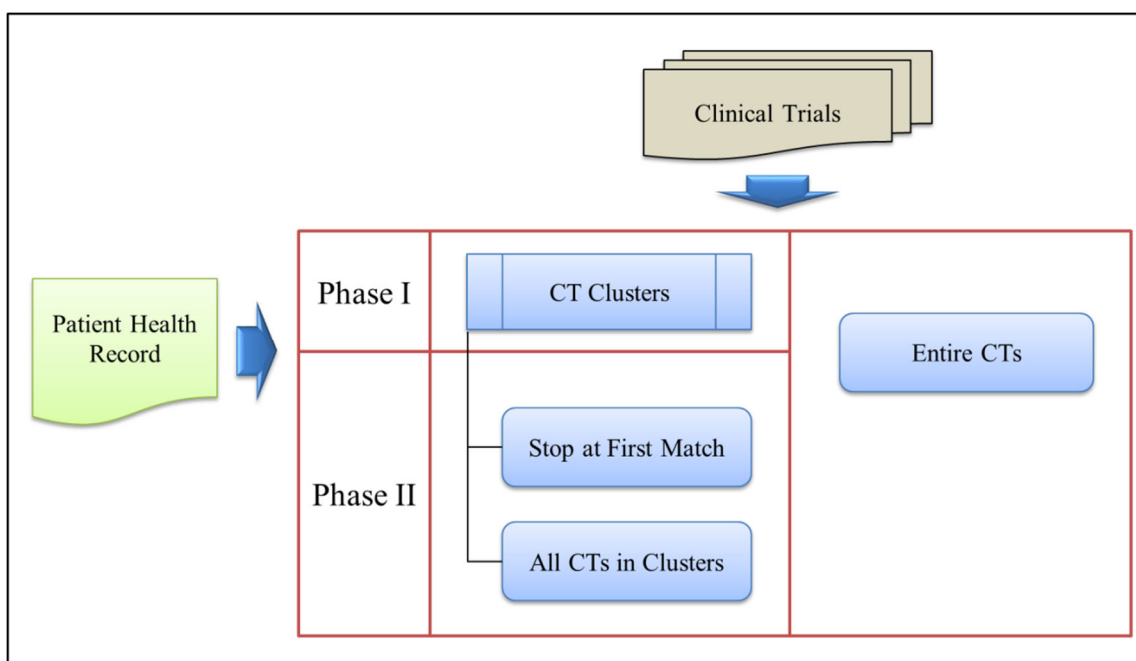 Clinical Trials
Phase I
CT Clusters
Patient Health
Record
Entire CTs
Stop at First Match
Phase II
All CTs in Clusters